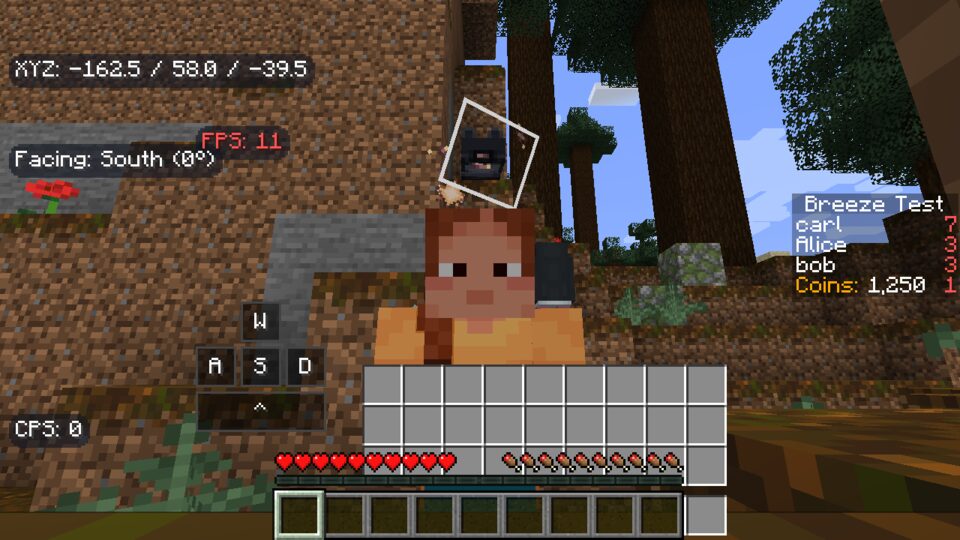 XYZ: -162.5 / 58.0 / -39.5
FPS: 11
Facing: South (0°)
Breeze Test
carl 7
Alice 3
bob 3
Coins: 1,250 1
W
A S D
^
CPS: 0